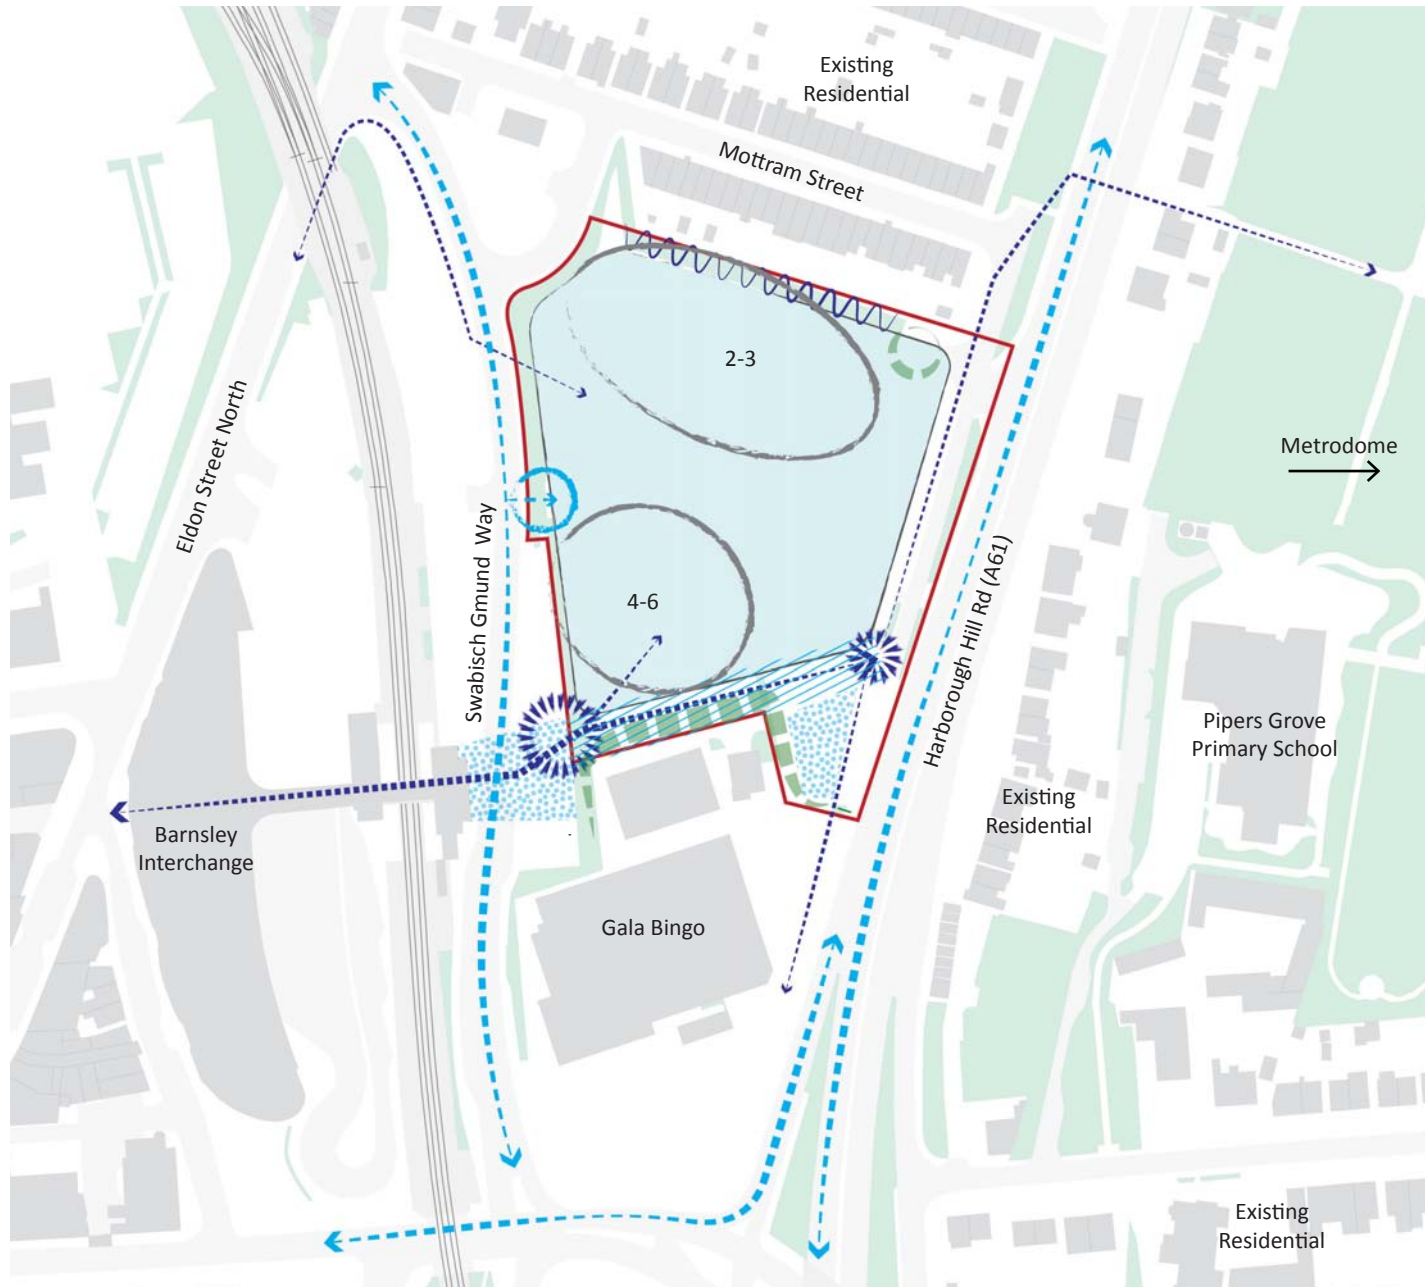 Existing
Residential
Mottram Street
2-3
Metrodome
Eldon Street North
Swabisch Gmund Way
4-6
Harborough Hill Rd (A61)
Pipers Grove
Primary School
Existing
Residential
Barnsley
Interchange
Gala Bingo
Existing
Residential